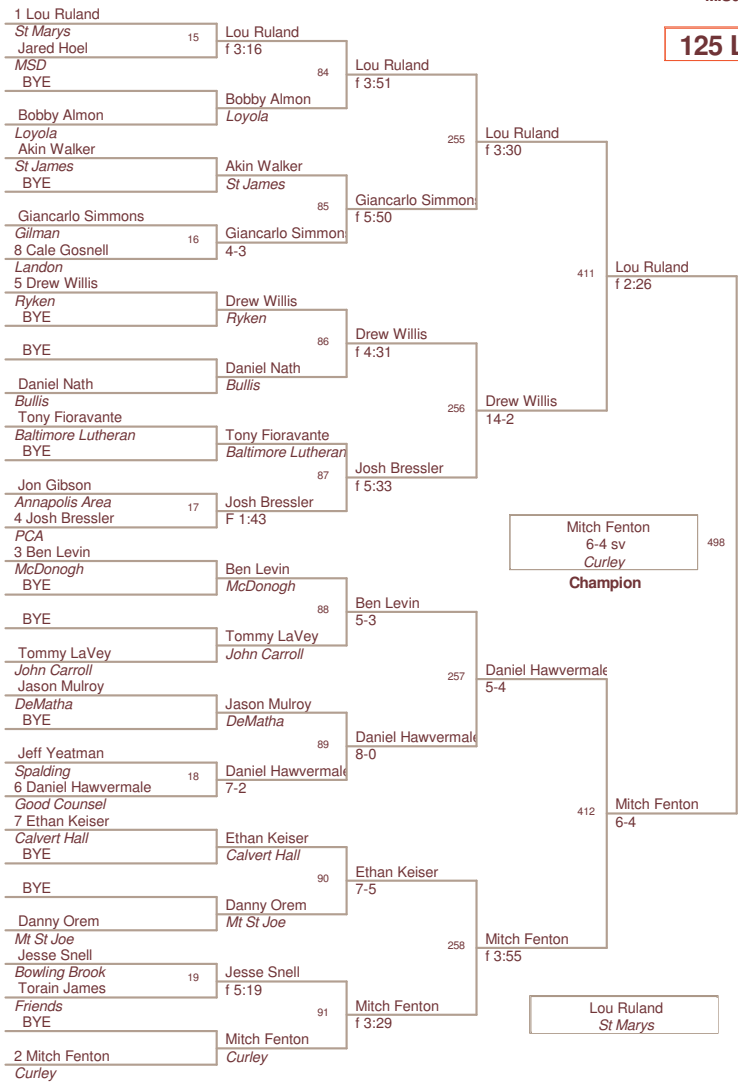 1 Lou Ruland
St Marys
Jared Hoel
MSD
BYE
Bobby Almon
Loyola
Akin Walker
St James
BYE
Giancarlo Simmons
Gilman
8 Cale Gosnell
Landon
5 Drew Willis
Ryken
BYE
BYE
Daniel Nath
Bullis
Tony Fioravante
Baltimore Lutheran
BYE
Jon Gibson
Annapolis Area
4 Josh Bressler
PCA
3 Ben Levin
McDonogh
BYE
BYE
Tommy LaVey
John Carroll
Jason Mulroy
DeMatha
BYE
Jeff Yeatman
Spalding
6 Daniel Hawvermale
Good Counsel
7 Ethan Keiser
Calvert Hall
BYE
BYE
Danny Orem
Mt St Joe
Jesse Snell
Bowling Brook
Torain James
Friends
BYE
2 Mitch Fenton
Curley
15
16
17
18
19
Lou Ruland
f 3:16
Bobby Almon
Loyola
Akin Walker
St James
Giancarlo Simmons
4-3
Drew Willis
Ryken
Daniel Nath
Bullis
Tony Fioravante
Baltimore Lutheran
Josh Bressler
F 1:43
Ben Levin
McDonogh
Tommy LaVey
John Carroll
Jason Mulroy
DeMatha
Daniel Hawvermale
7-2
Ethan Keiser
Calvert Hall
Danny Orem
Mt St Joe
Jesse Snell
f 5:19
Mitch Fenton
Curley
84
85
86
87
88
89
90
91
Lou Ruland
f 3:51
Giancarlo Simmons
f 5:50
Drew Willis
f 4:31
Josh Bressler
f 5:33
Ben Levin
5-3
Daniel Hawvermale
8-0
Ethan Keiser
7-5
Mitch Fenton
f 3:29
255
256
257
258
Lou Ruland
f 3:30
Drew Willis
14-2
Daniel Hawvermale
5-4
Mitch Fenton
f 3:55
411
412
Lou Ruland
f 2:26
Mitch Fenton
6-4
125 L
Mitch Fenton
6-4 sv
Curley
498
Champion
Lou Ruland
St Marys